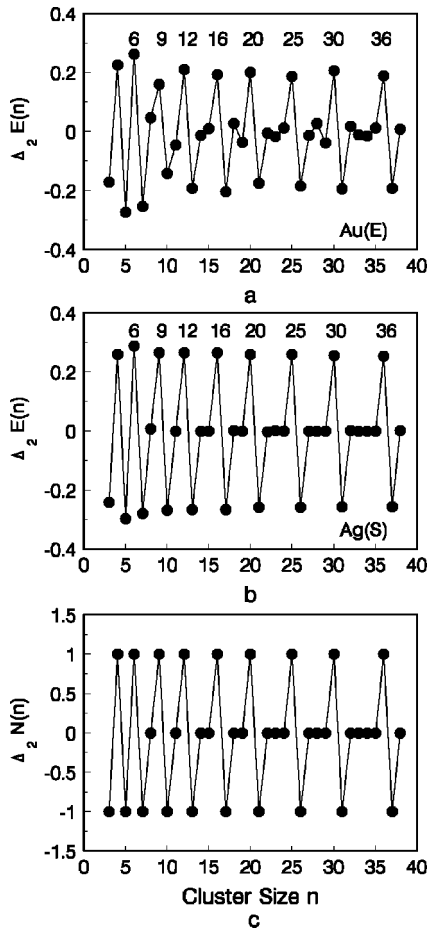 0.4
6 9 12 16 20 25 30 36
0.2
0
-0.2
-0.4
Δ₂ E(n)
Au(E)
0 5 10 15 20 25 30 35 40
a
0.4
6 9 12 16 20 25 30 36
0.2
0
-0.2
-0.4
Δ₂ E(n)
Ag(S)
0 5 10 15 20 25 30 35 40
b
1.5
1
0.5
0
-0.5
-1
-1.5
Δ₂ N(n)
0 5 10 15 20 25 30 35 40
Cluster Size n
c